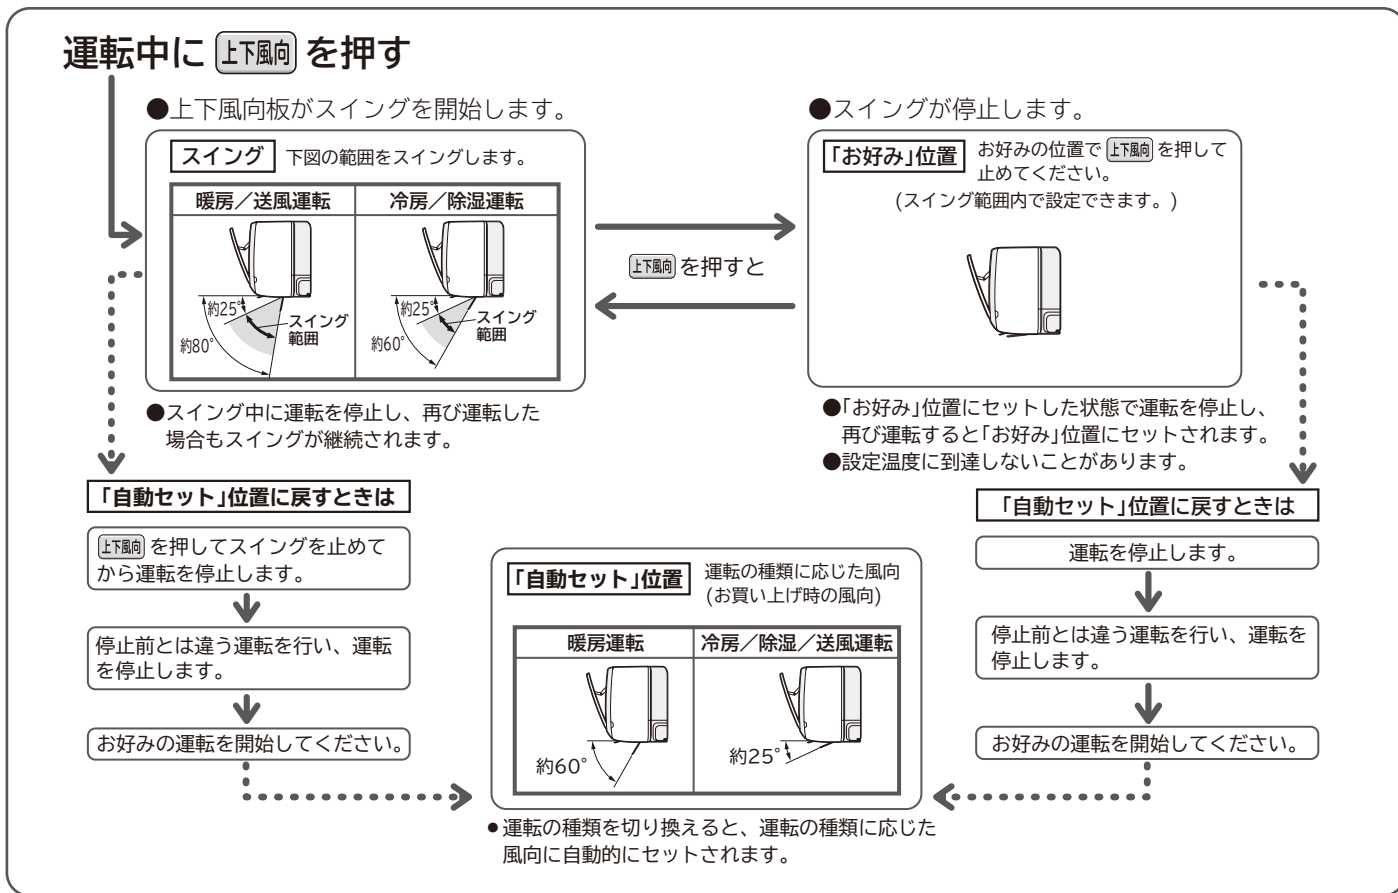 運転中に 上下風向 を押す
●上下風向板がスイングを開始します。
スイング 下図の範囲をスイングします。
暖房／送風運転 冷房／除湿運転
約25°
スイング
範囲
約80°
約25°
スイング
範囲
約60°
●スイング中に運転を停止し、再び運転した
場合もスイングが継続されます。
上下風向 を押すと
●スイングが停止します。
「お好み」位置 お好みの位置で 上下風向 を押して
止めてください。
(スイング範囲内で設定できます。)
●「お好み」位置にセットした状態で運転を停止し、
再び運転すると「お好み」位置にセットされます。
●設定温度に到達しないことがあります。
「自動セット」位置に戻すときは
上下風向 を押してスイングを止めて
から運転を停止します。
停止前とは違う運転を行い、運転
を停止します。
お好みの運転を開始してください。
「自動セット」位置に戻すときは
運転を停止します。
停止前とは違う運転を行い、運転を
停止します。
お好みの運転を開始してください。
「自動セット」位置 運転の種類に応じた風向
(お買い上げ時の風向)
暖房運転 冷房／除湿／送風運転
約60°
約25°
●運転の種類を切り換えると、運転の種類に応じた
風向に自動的にセットされます。